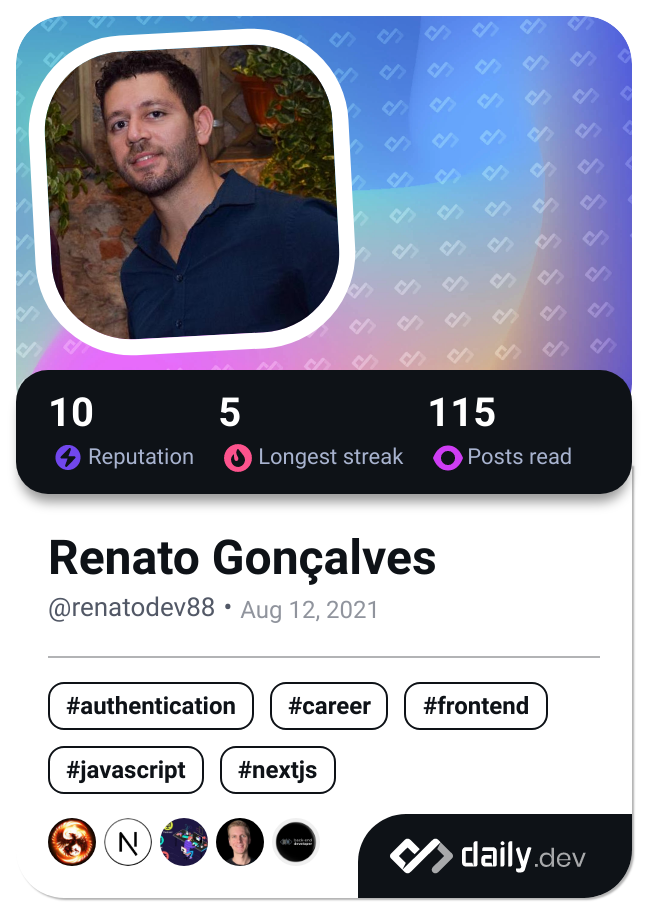 10 5 115
Reputation Longest streak Posts read
Renato Gonçalves
@renatodev88 • Aug 12, 2021
#authentication #career #frontend
#javascript #nextjs
N
daily.dev